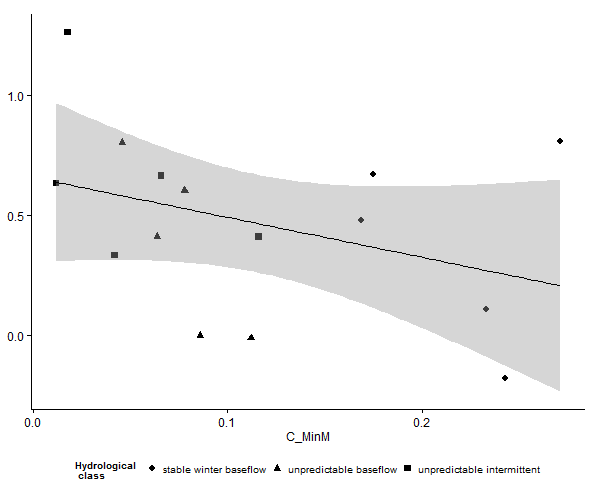 1.0
0.5
0.0
0.0 0.1 0.2
C_MinM
Hydrological class
stable winter baseflow unpredictable baseflow unpredictable intermittent